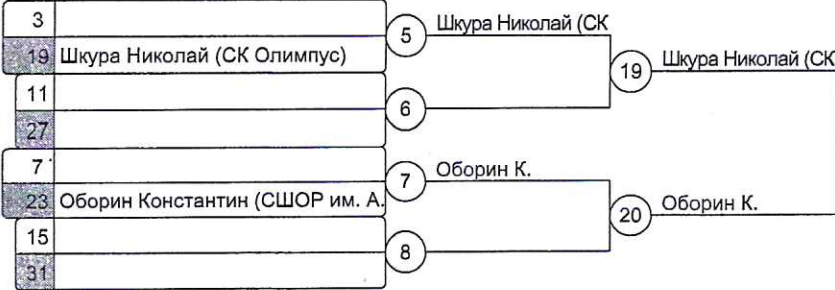 3
5
Шкура Николай (СК
19 Шкура Николай (СК Олимпус)
19
Шкура Николай (СК
11
6
27
7
7
Оборин К.
23 Оборин Константин (СШОР им. А.
20
Оборин К.
15
8
31